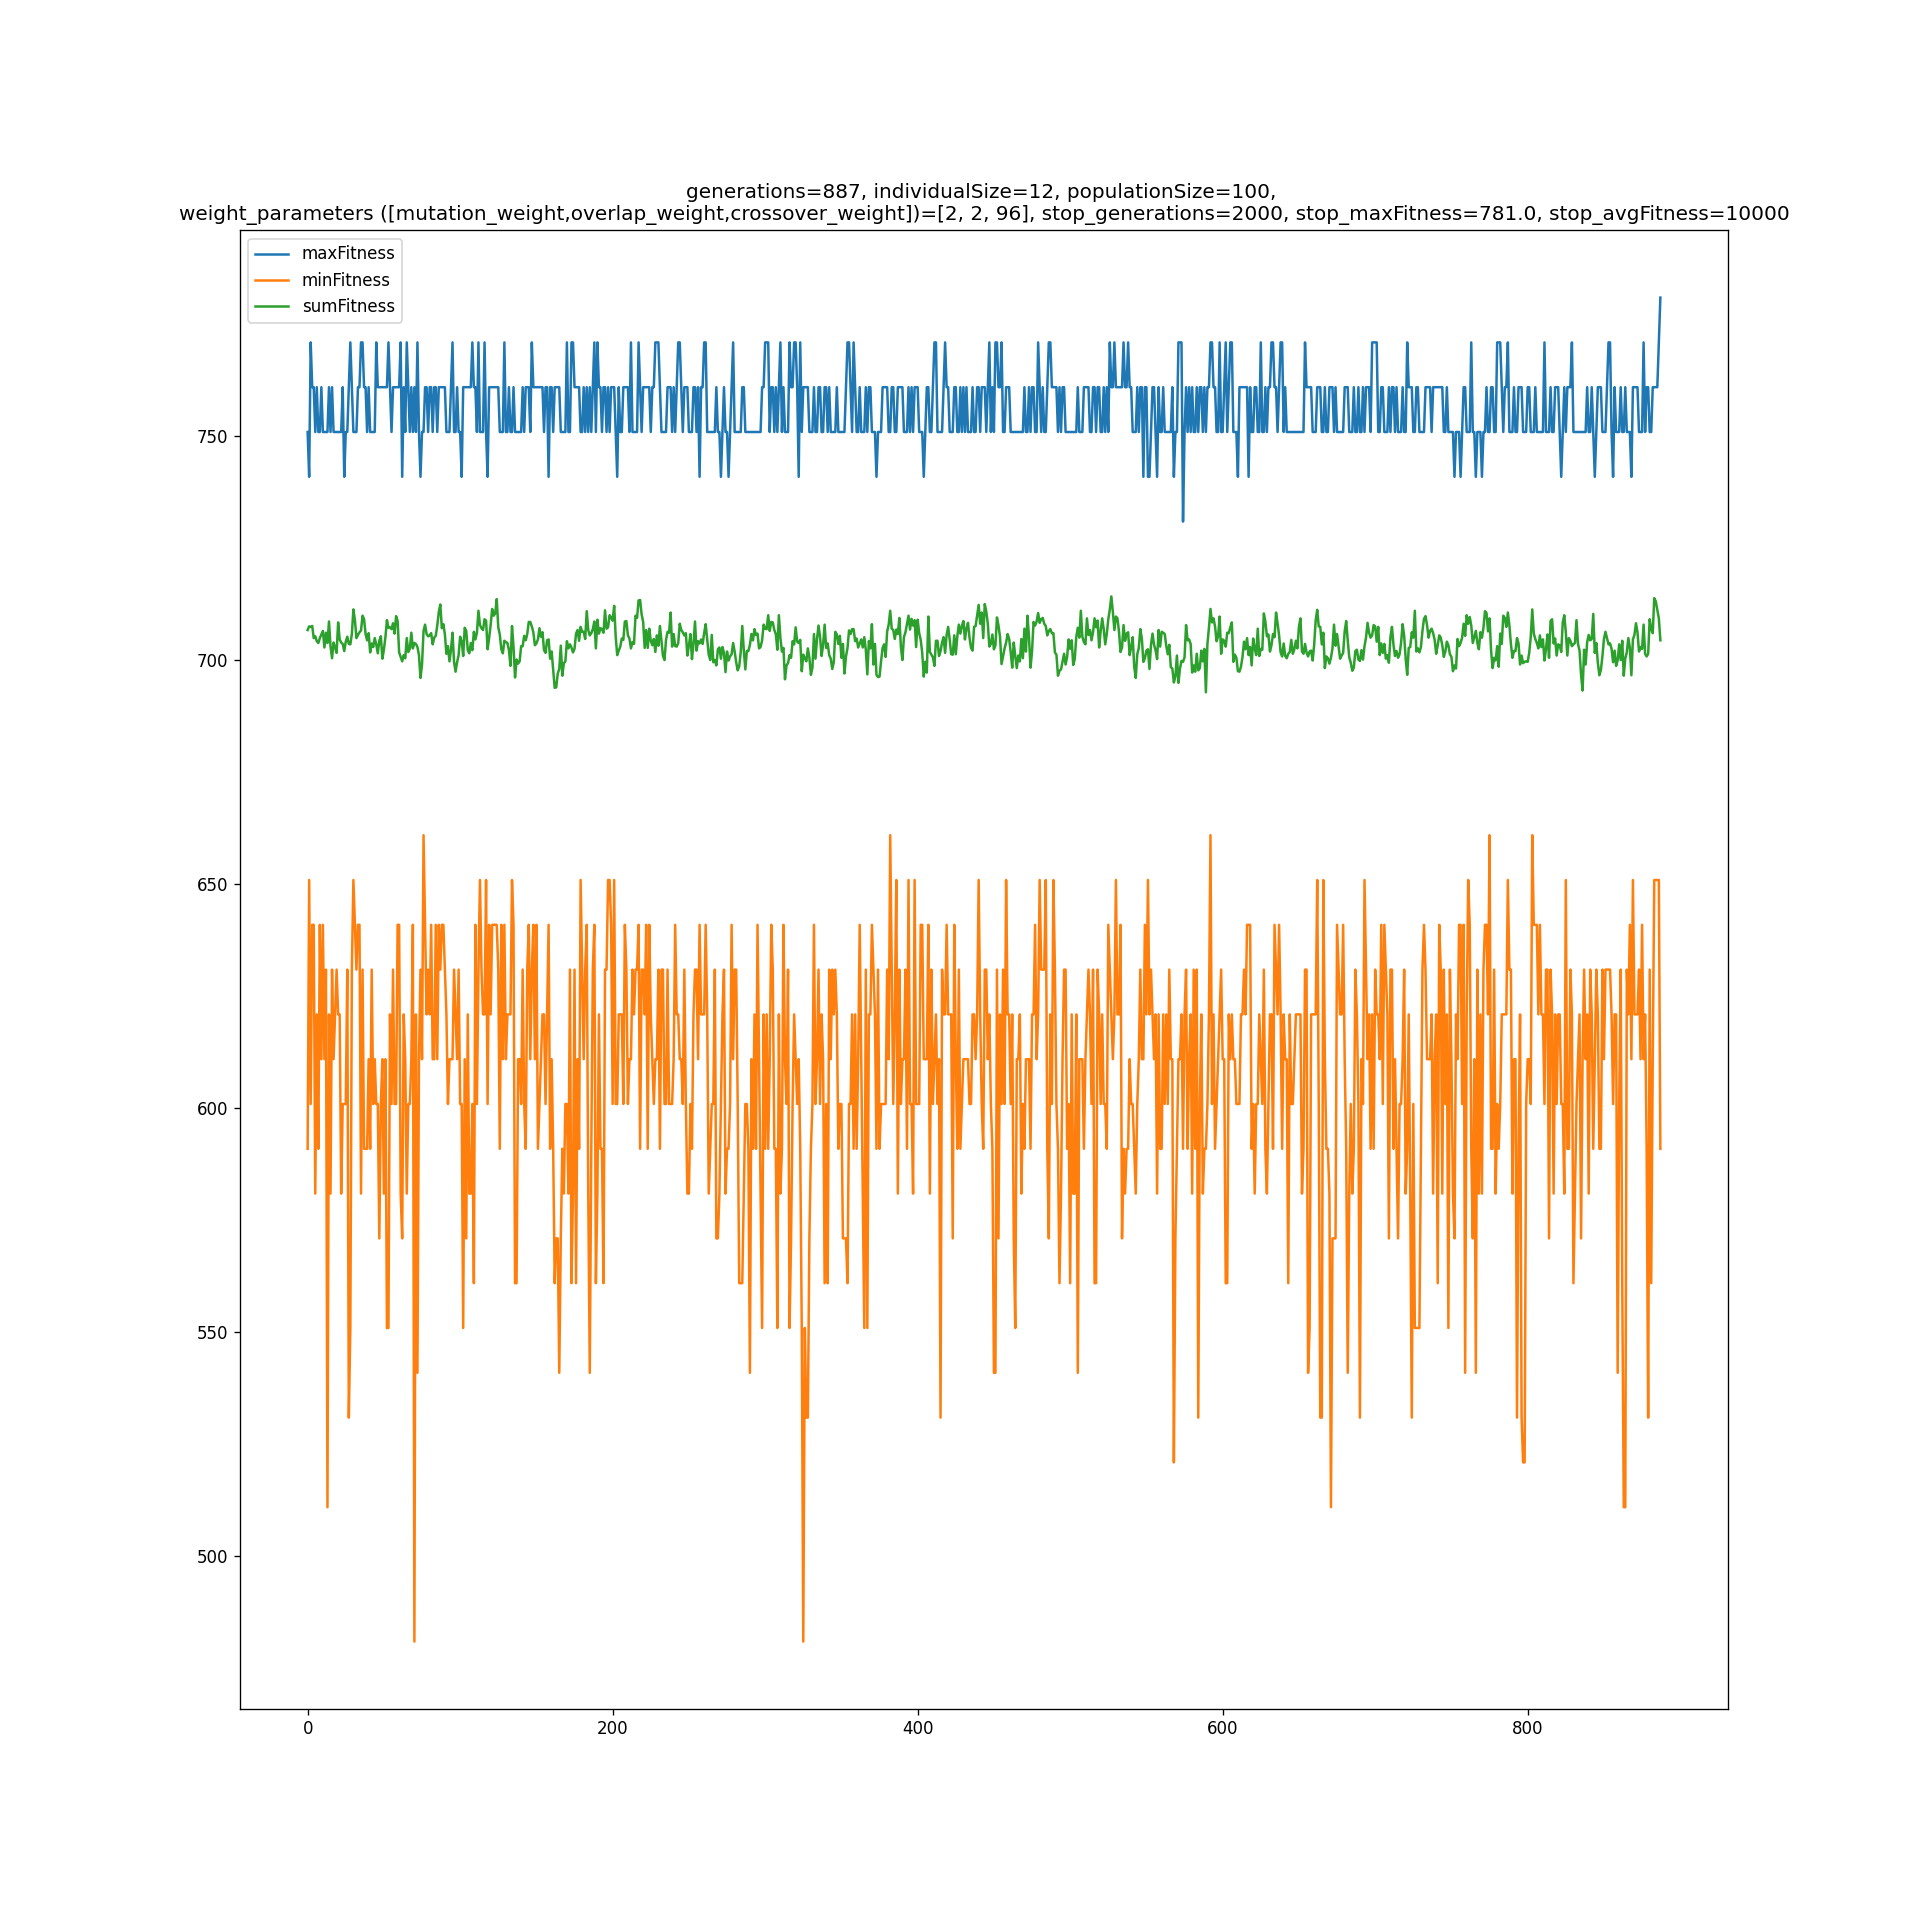 generations=887, individualSize=12, populationSize=100,
weight_parameters ([mutation_weight,overlap_weight,crossover_weight])=[2, 2, 96], stop_generations=2000, stop_maxFitness=781.0, stop_avgFitness=10000
maxFitness
minFitness
sumFitness
750
700
650
600
550
500
0 200 400 600 800